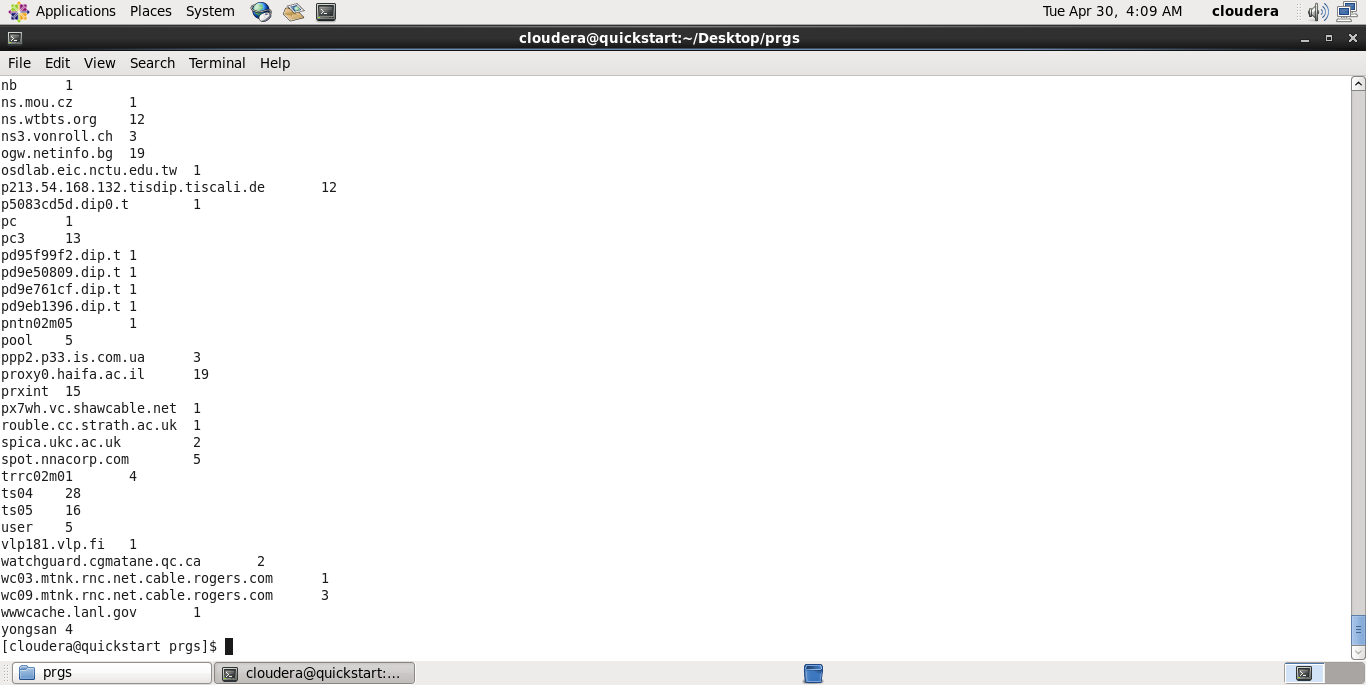 Applications Places System Tue Apr 30, 4:09 AM cloudera
cloudera@quickstart:~/Desktop/prgs
File Edit View Search Terminal Help
nb 1
ns.mou.cz 1
ns.wtbts.org 12
ns3.vonroll.ch 3
ogw.netinfo.bg 19
osdlab.eic.nctu.edu.tw 1
p213.54.168.132.tisdip.tiscali.de 12
p5083cd5d.dip0.t 1
pc 1
pc3 13
pd95f99f2.dip.t 1
pd9e50809.dip.t 1
pd9e761cf.dip.t 1
pd9eb1396.dip.t 1
pntn02m05 1
pool 5
ppp2.p33.is.com.ua 3
proxy0.haifa.ac.il 19
prxint 15
px7wh.vc.shawcable.net 1
rouble.cc.strath.ac.uk 1
spica.ukc.ac.uk 2
spot.nnacorp.com 5
trrc02m01 4
ts04 28
ts05 16
user 5
vlp181.vlp.fi 1
watchguard.cgmatane.qc.ca 2
wc03.mtnk.rnc.net.cable.rogers.com 1
wc09.mtnk.rnc.net.cable.rogers.com 3
wwwcache.lanl.gov 1
yongsan 4
[cloudera@quickstart prgs]$
prgs cloudera@quickstart:...